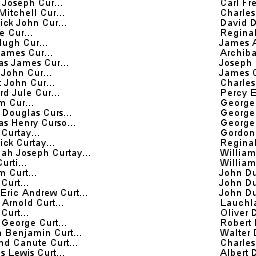 Joseph Cur... Carl Fre
Mitchell Cur... Charles
ick John Cur... David D
e Cur... Reginal
Hugh Cur... James A
ames Cur... Archiba
as James Cur... Joseph
John Cur... James C
t John Cur... Charles
rd Jule Cur... Percy E
m Cur... George
Douglas Curs... George
as Henry Curso... George
Curtay... Gordon
ick Curtay... Reginal
ah Joseph Curtay... William
Curti... William
m Curt... John Du
Curt... John Du
Eric Andrew Curt... John Du
Arnold Curt... Lauchla
Curt... Oliver D
George Curt... Robert
Benjamin Curt... Walter D
nd Canute Curt... Charles
s Lewis Curt... Albert D